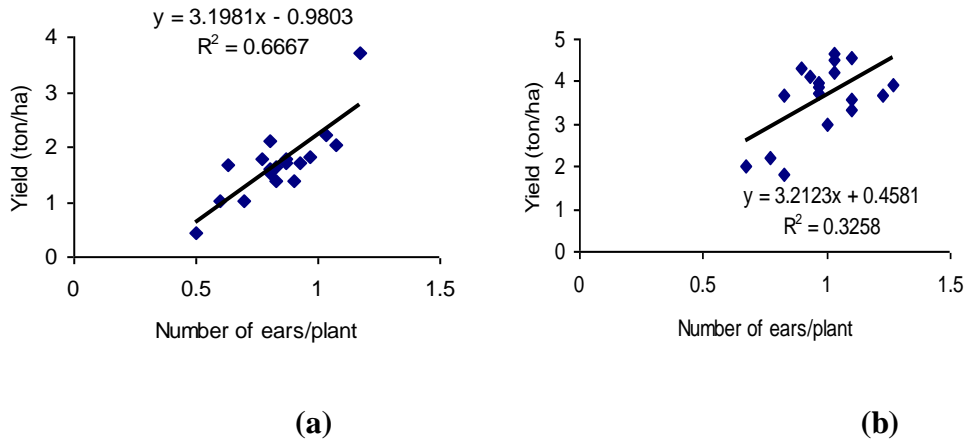 y = 3.1981x - 0.9803
R² = 0.6667
Yield (ton/ha)
4
3
2
1
0
0 0.5 1 1.5
Number of ears/plant
(a)
Yield (ton/ha)
5
4
3
2
1
0
y = 3.2123x + 0.4581
R² = 0.3258
0 0.5 1 1.5
Number of ears/plant
(b)